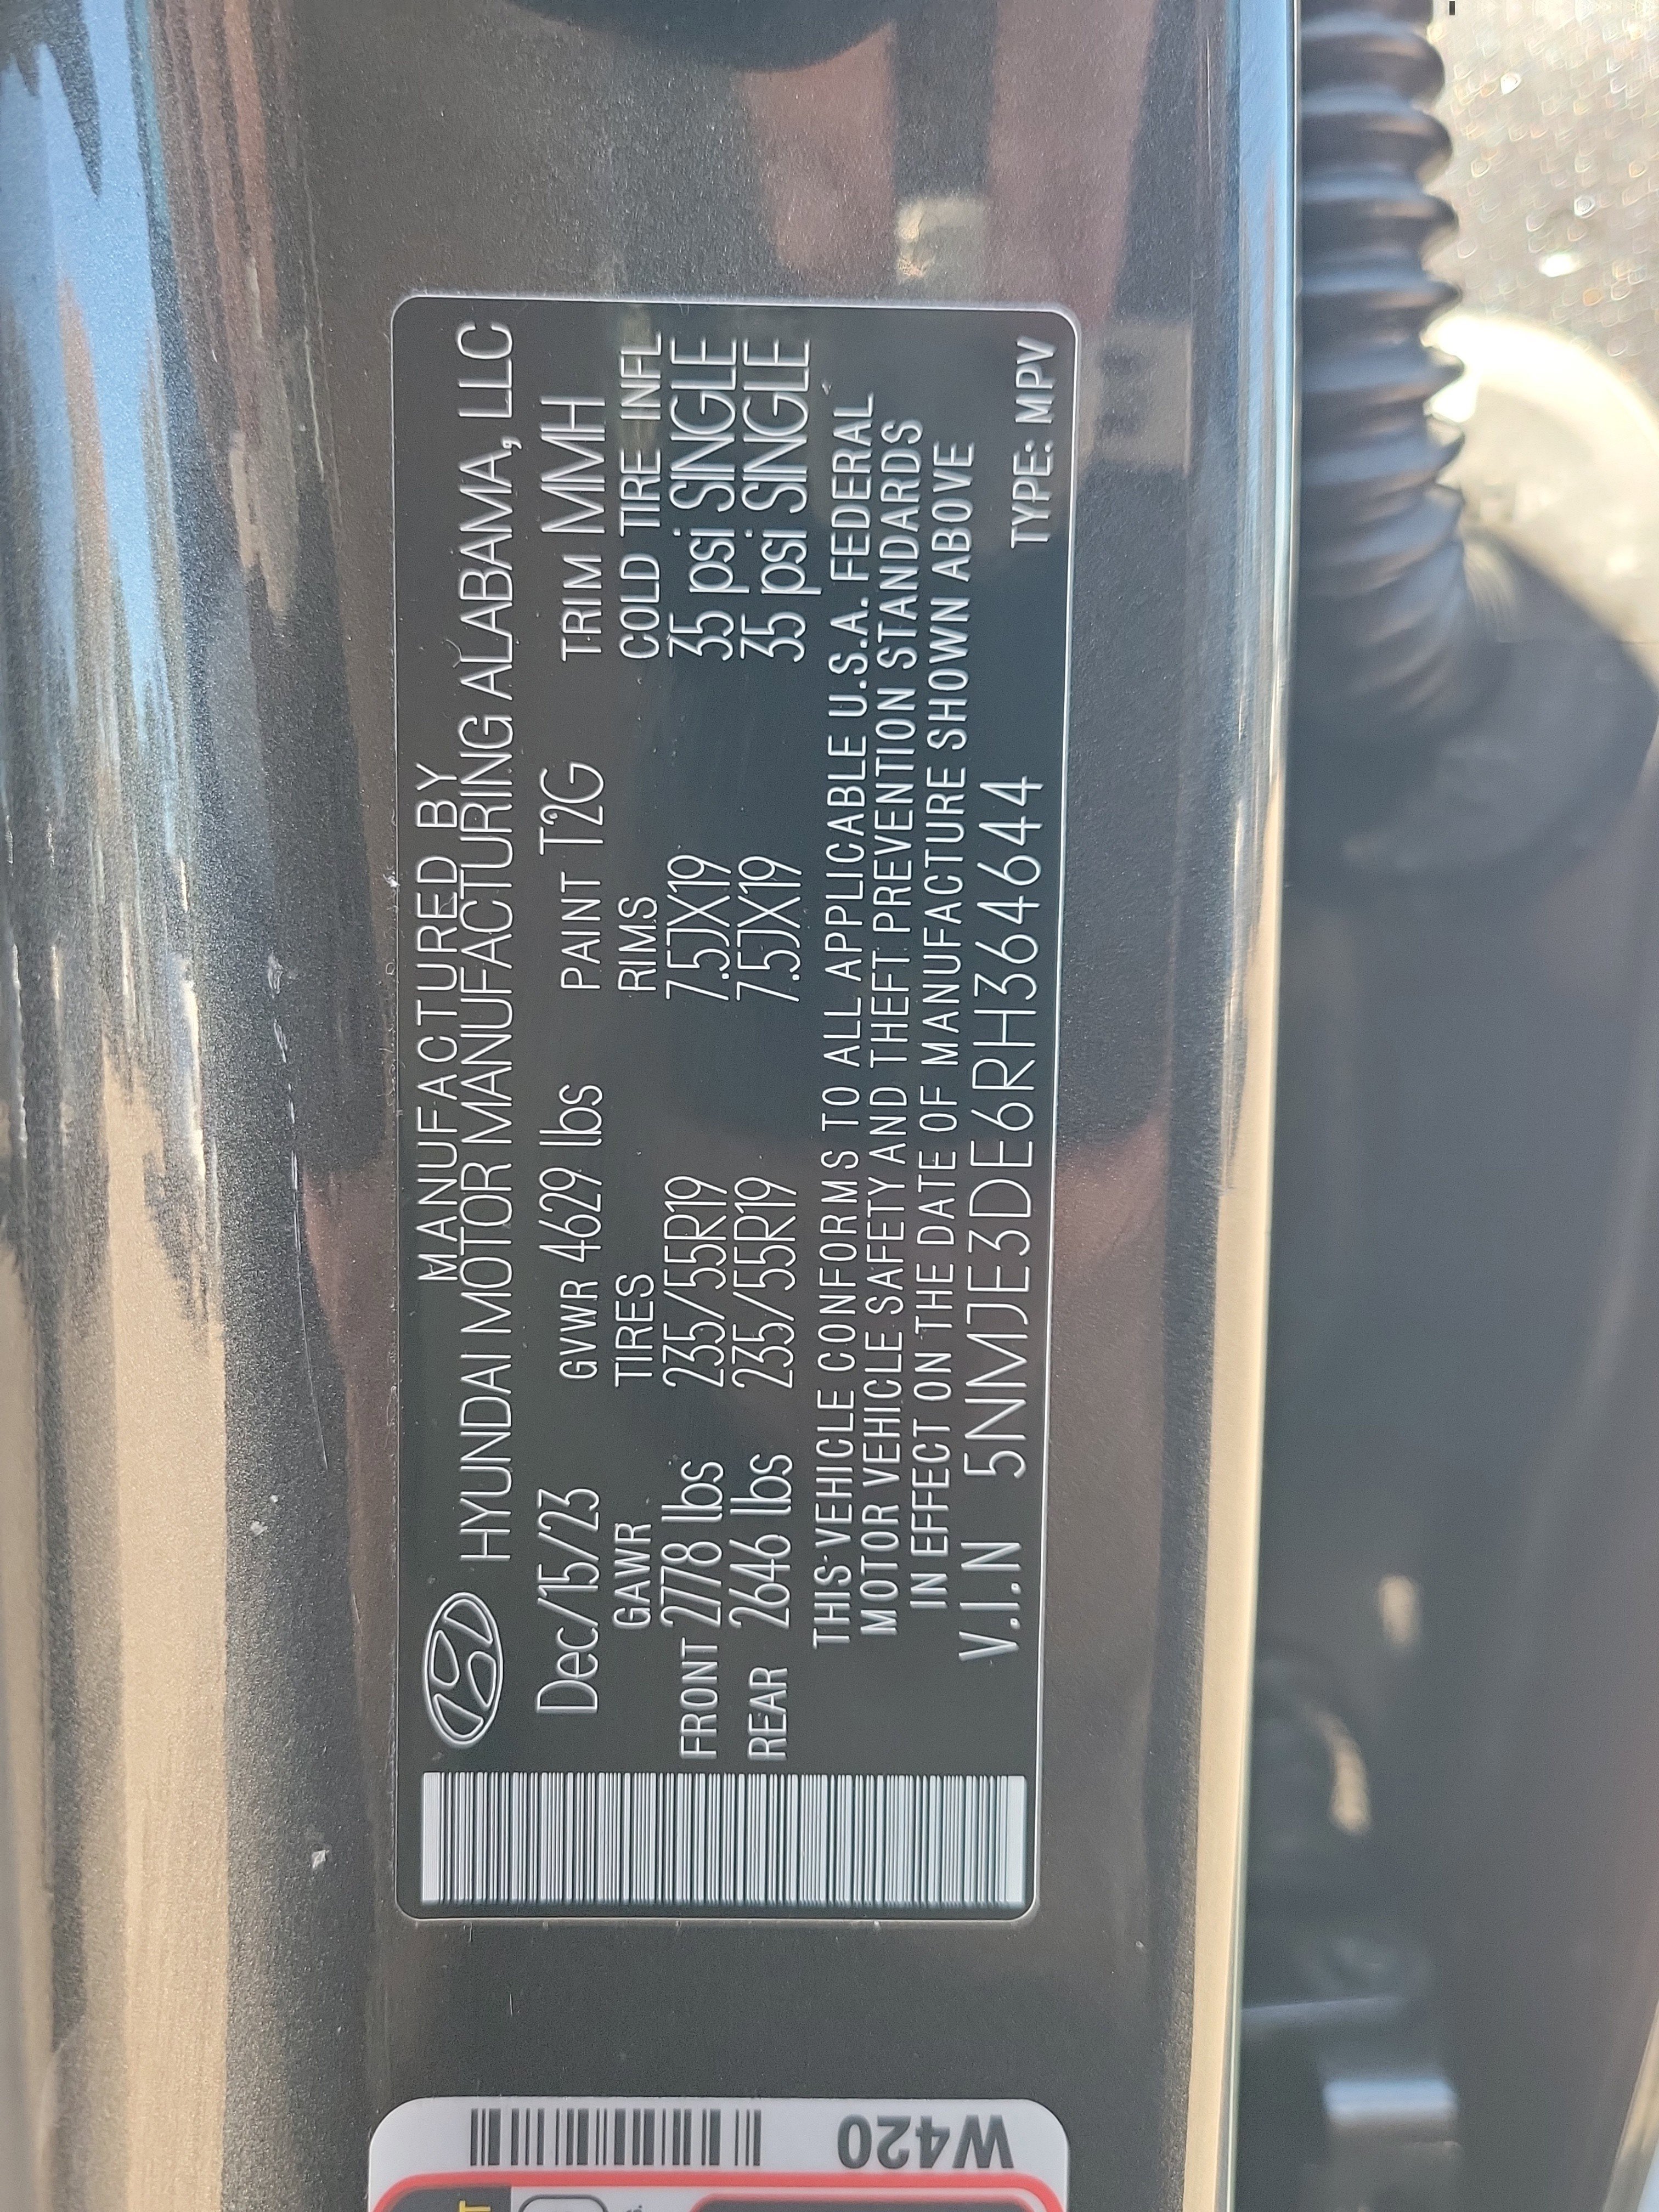 MANUFACTURED BY
HYUNDAI MOTOR MANUFACTURING ALABAMA, LLC
Dec/15/23 GVWR 4629 lbs PAINT T2G TRIM MMH
GAWR TIRES RIMS COLD TIRE INFL
FRONT 2778 lbs 235/55R19 7.5JX19 35 psi SINGLE
REAR 2646 lbs 235/55R19 7.5JX19 35 psi SINGLE
THIS VEHICLE CONFORMS TO ALL APPLICABLE U.S.A. FEDERAL
MOTOR VEHICLE SAFETY AND THEFT PREVENTION STANDARDS
IN EFFECT ON THE DATE OF MANUFACTURE SHOWN ABOVE
V.I.N 5NMJE3DE6RH364644 TYPE: MPV
W420